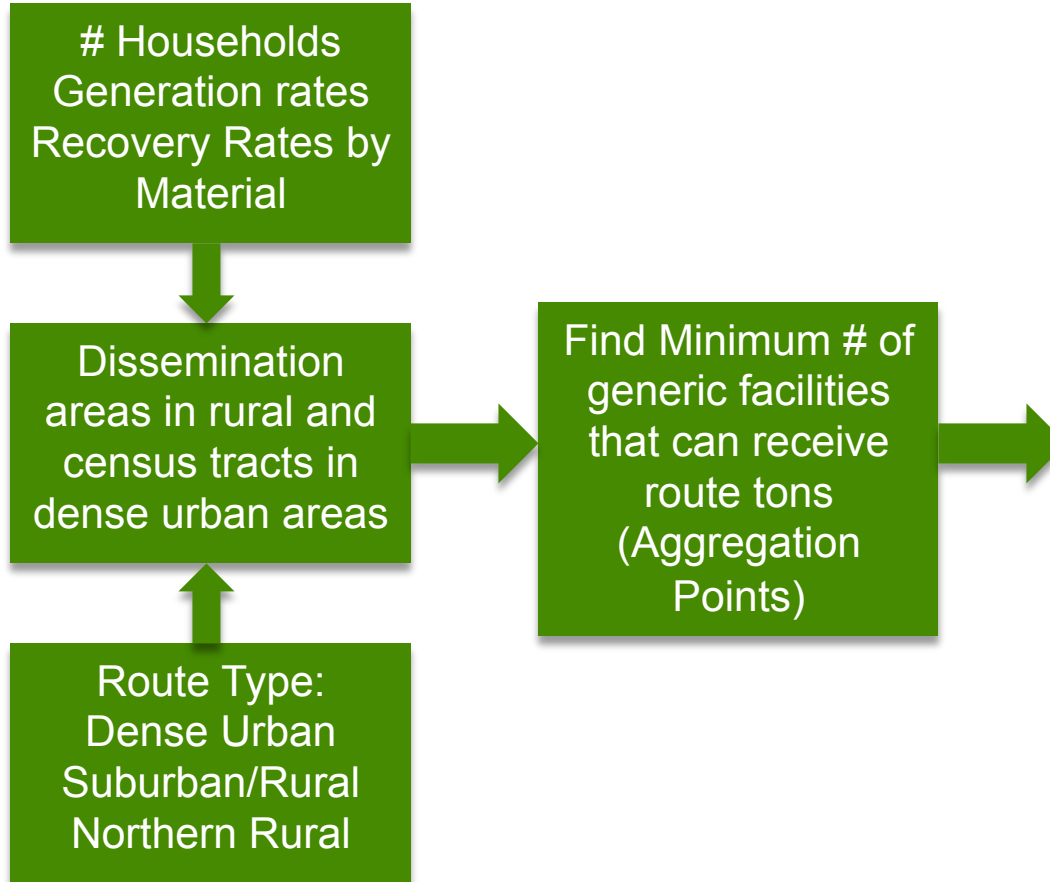 # Households
Generation rates
Recovery Rates by
Material
Dissemination
areas in rural and
census tracts in
dense urban areas
Find Minimum # of
generic facilities
that can receive
route tons
(Aggregation
Points)
Route Type:
Dense Urban
Suburban/Rural
Northern Rural